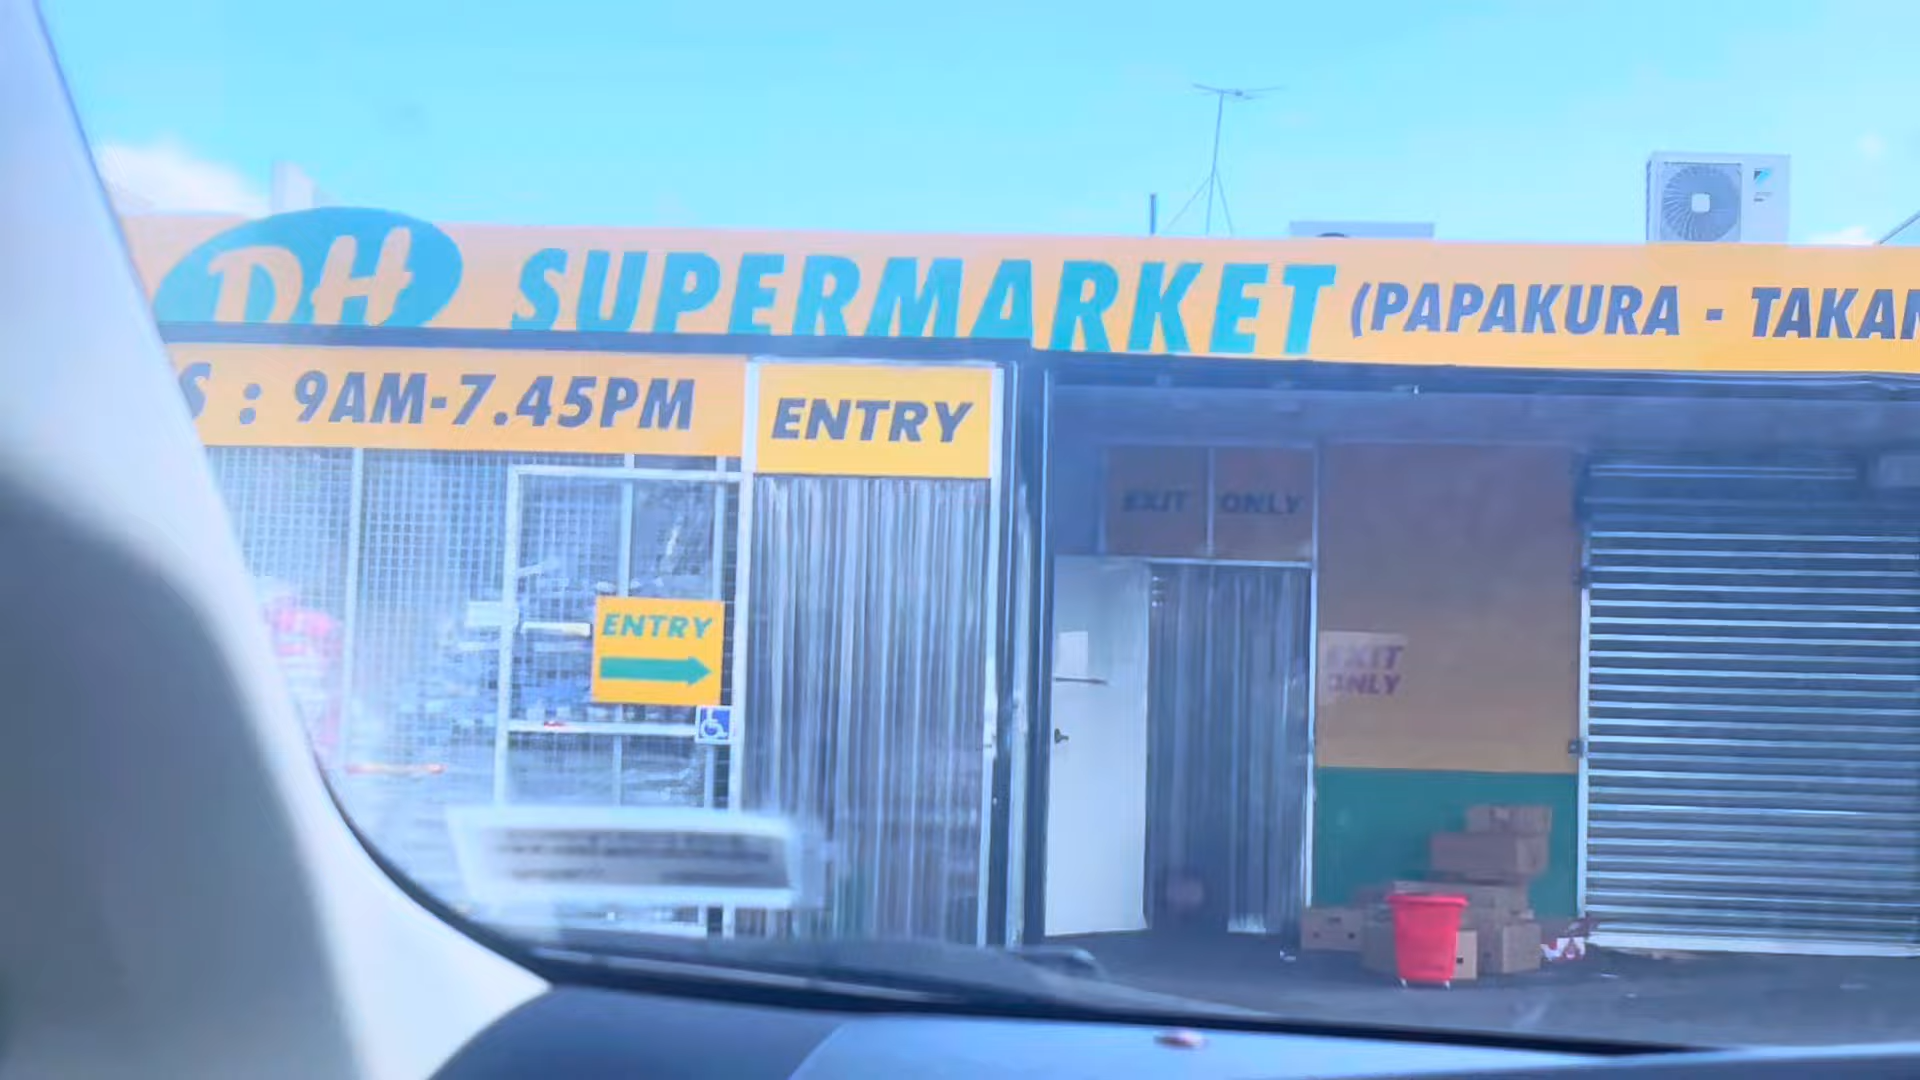 DH SUPERMARKET (PAPAKURA - TAKAN
S : 9AM-7.45PM
ENTRY
EXIT ONLY
ENTRY
EXIT
ONLY